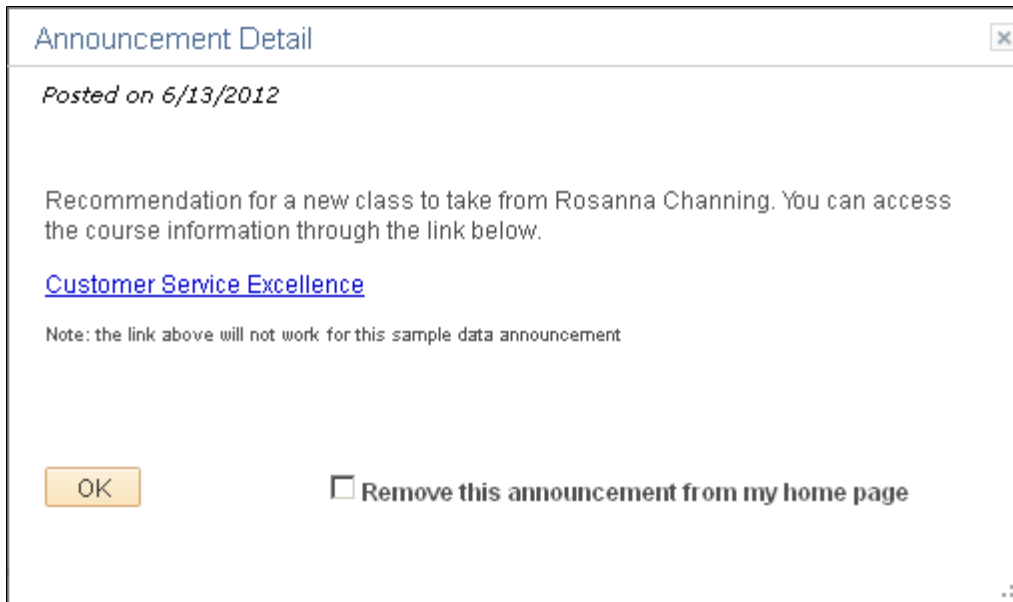 Announcement Detail
Posted on 6/13/2012
Recommendation for a new class to take from Rosanna Channing. You can access
the course information through the link below.
Customer Service Excellence
Note: the link above will not work for this sample data announcement
OK
Remove this announcement from my home page